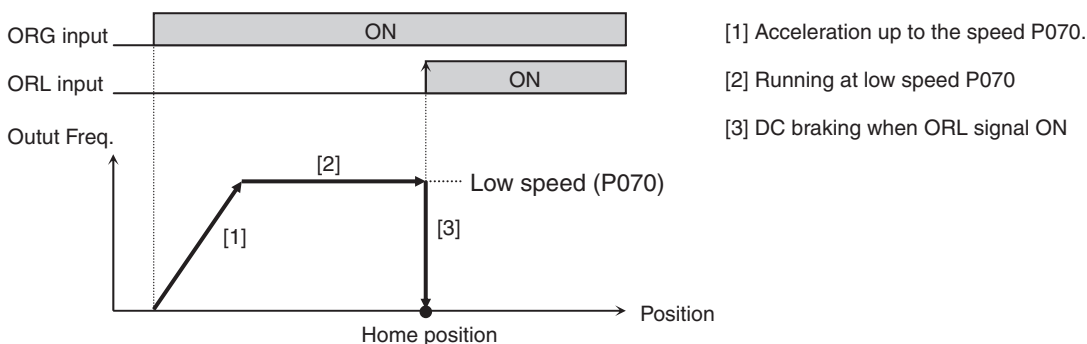 ORG input
ON
[1] Acceleration up to the speed P070.
ORL input
ON
[2] Running at low speed P070
[3] DC braking when ORL signal ON
Outut Freq.
[2]
Low speed (P070)
[1]
[3]
Position
Home position